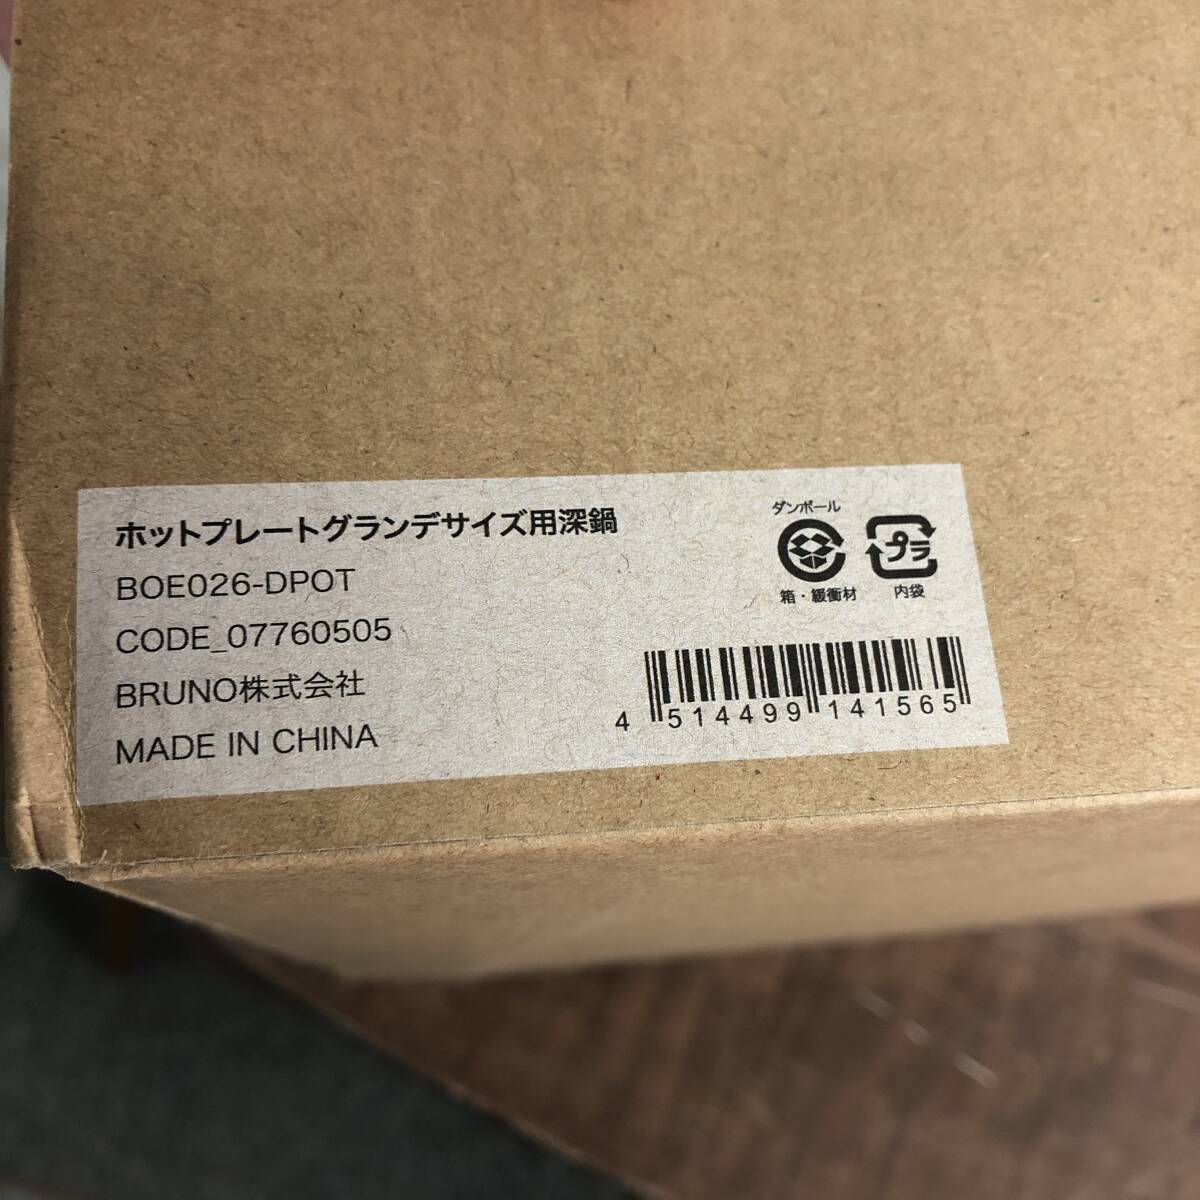 ホットプレートグランデサイズ用深鍋
BOE026-DPOT
CODE_07760505
BRUNO株式会社
MADE IN CHINA
ダンボール
箱・緩衝材
プラ
内袋
4 514499 141565